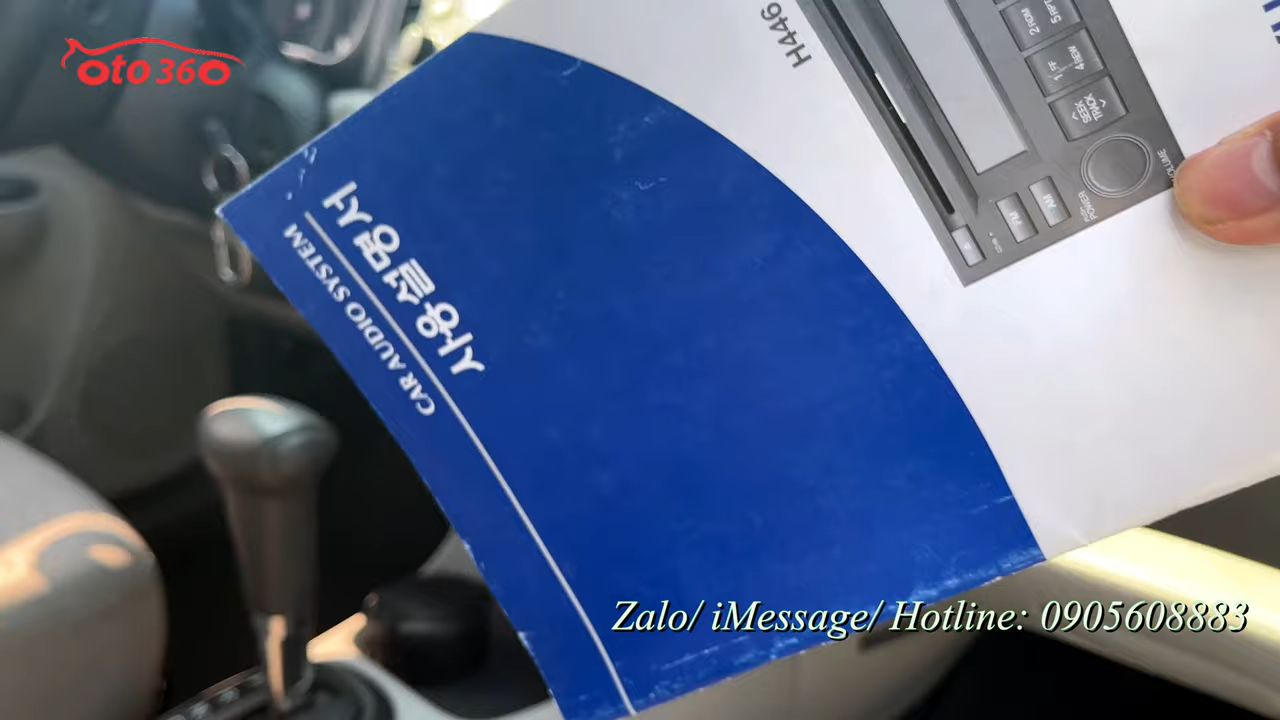 oto360
H446
2 RDM
5 RPT
1 FF
4 REW
SEEK
TRACK
VOLUME
PUSH
POWER
FM
AM
사용설명서
CAR AUDIO SYSTEM
Zalo/ iMessage/ Hotline: 0905608883